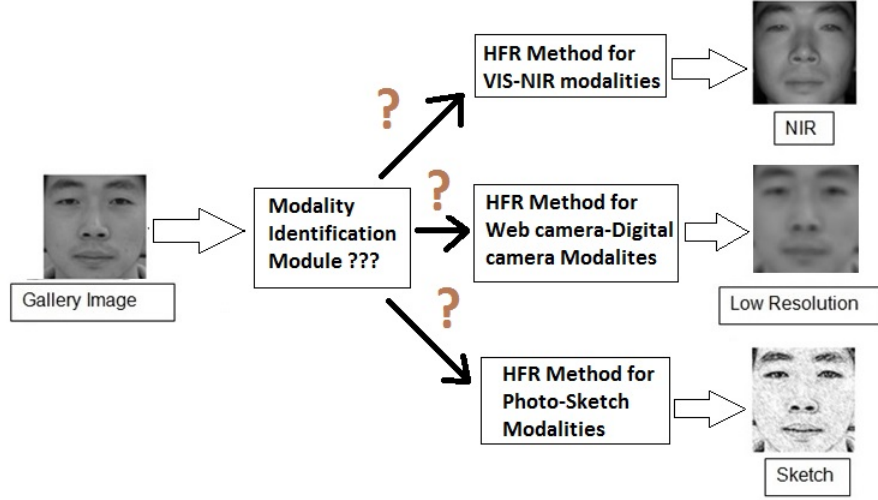 HFR Method for
VIS-NIR modalities
NIR
?
?
Modality
Identification
Module ???
HFR Method for
Web camera-Digital
camera Modalites
Gallery Image
Low Resolution
?
HFR Method for
Photo-Sketch
Modalities
Sketch